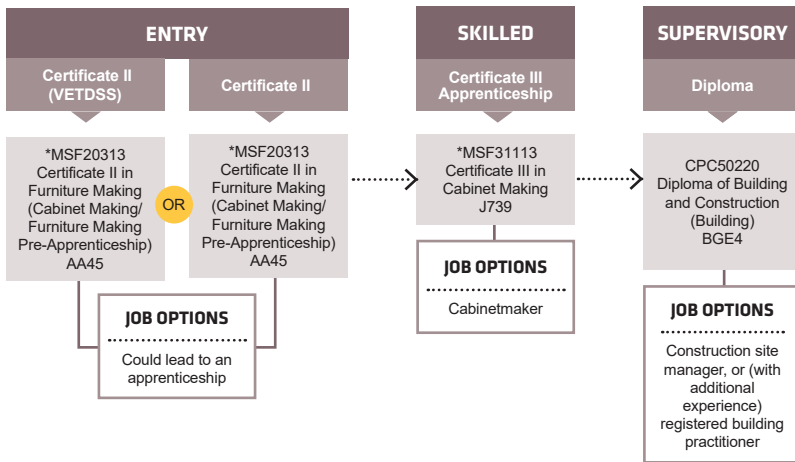 ENTRY
Certificate II
(VETDSS)
Certificate II
*MSF20313
Certificate II in
Furniture Making
(Cabinet Making/
Furniture Making
Pre-Apprenticeship)
AA45
OR
*MSF20313
Certificate II in
Furniture Making
(Cabinet Making/
Furniture Making
Pre-Apprenticeship)
AA45
JOB OPTIONS
Could lead to an
apprenticeship
SKILLED
Certificate III
Apprenticeship
*MSF31113
Certificate III in
Cabinet Making
J739
JOB OPTIONS
Cabinetmaker
SUPERVISORY
Diploma
CPC50220
Diploma of Building
and Construction
(Building)
BGE4
JOB OPTIONS
Construction site
manager, or (with
additional
experience)
registered building
practitioner